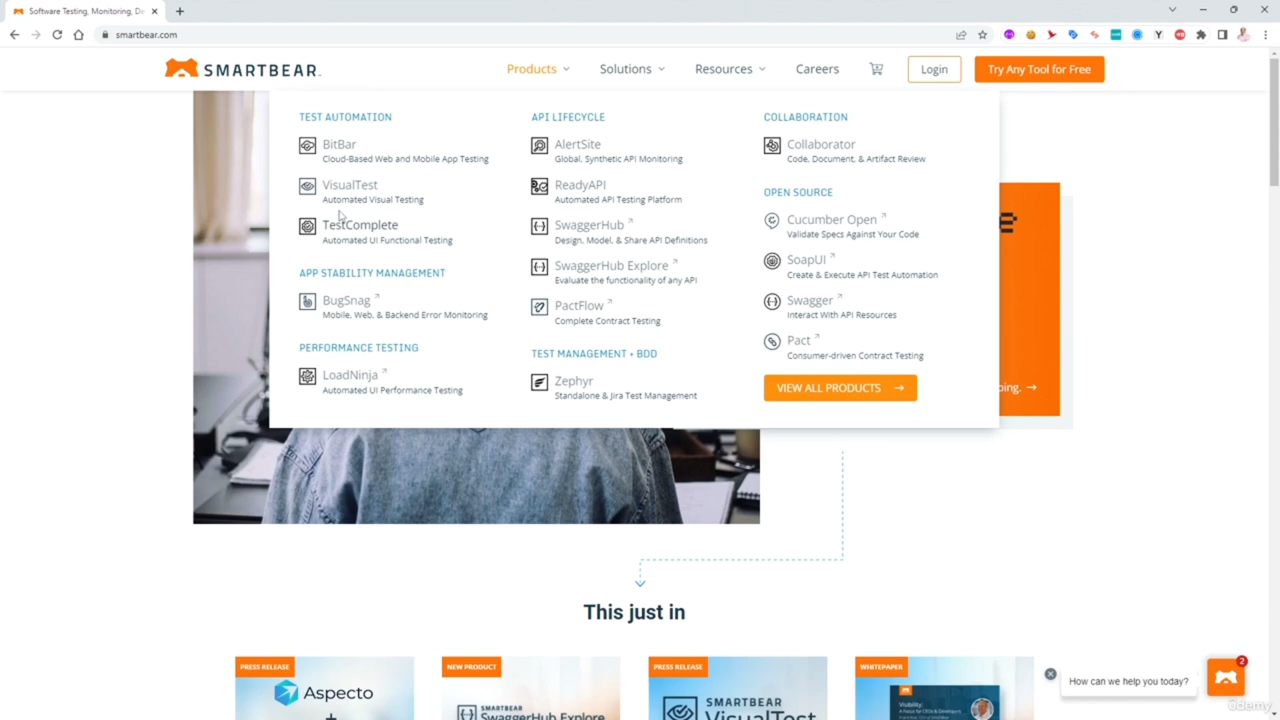 Software Testing, Monitoring, De
smartbear.com
SMARTBEAR
Products
Solutions
Resources
Careers
Login
Try Any Tool for Free
TEST AUTOMATION
BitBar
Cloud-Based Web and Mobile App Testing
VisualTest
Automated Visual Testing
TestComplete
Automated UI Functional Testing
APP STABILITY MANAGEMENT
BugSnag
Mobile, Web, & Backend Error Monitoring
PERFORMANCE TESTING
LoadNinja
Automated UI Performance Testing
API LIFECYCLE
AlertSite
Global, Synthetic API Monitoring
ReadyAPI
Automated API Testing Platform
SwaggerHub
Design, Model, & Share API Definitions
SwaggerHub Explore
Evaluate the functionality of any API
PactFlow
Complete Contract Testing
TEST MANAGEMENT + BDD
Zephyr
Standalone & Jira Test Management
COLLABORATION
Collaborator
Code, Document, & Artifact Review
OPEN SOURCE
Cucumber Open
Validate Specs Against Your Code
SoapUI
Create & Execute API Test Automation
Swagger
Interact With API Resources
Pact
Consumer-driven Contract Testing
VIEW ALL PRODUCTS
ping.
This just in
PRESS RELEASE
Aspecto
+
NEW PRODUCT
SwaggerHub Explore
PRESS RELEASE
SMARTBEAR
VisualTest
WHITEPAPER
Visibility:
How can we help you today?
2
ûdemy